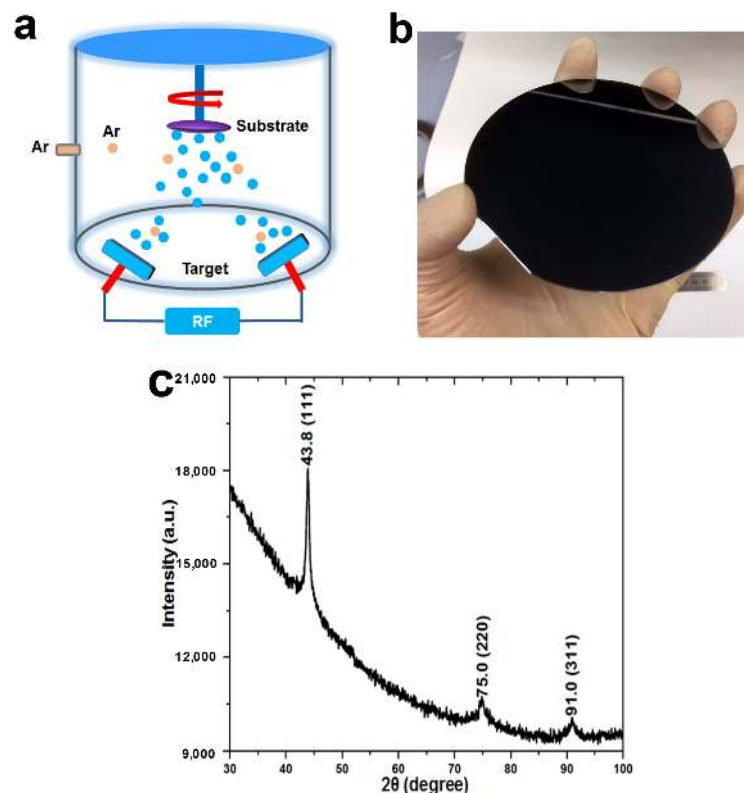 a
Substrate
Ar
Ar
Target
RF
b
c
21,000
18,000
15,000
12,000
9,000
Intensity (a.u.)
43.8 (111)
75.0 (220)
91.0 (311)
30 40 50 60 70 80 90 100
2θ (degree)